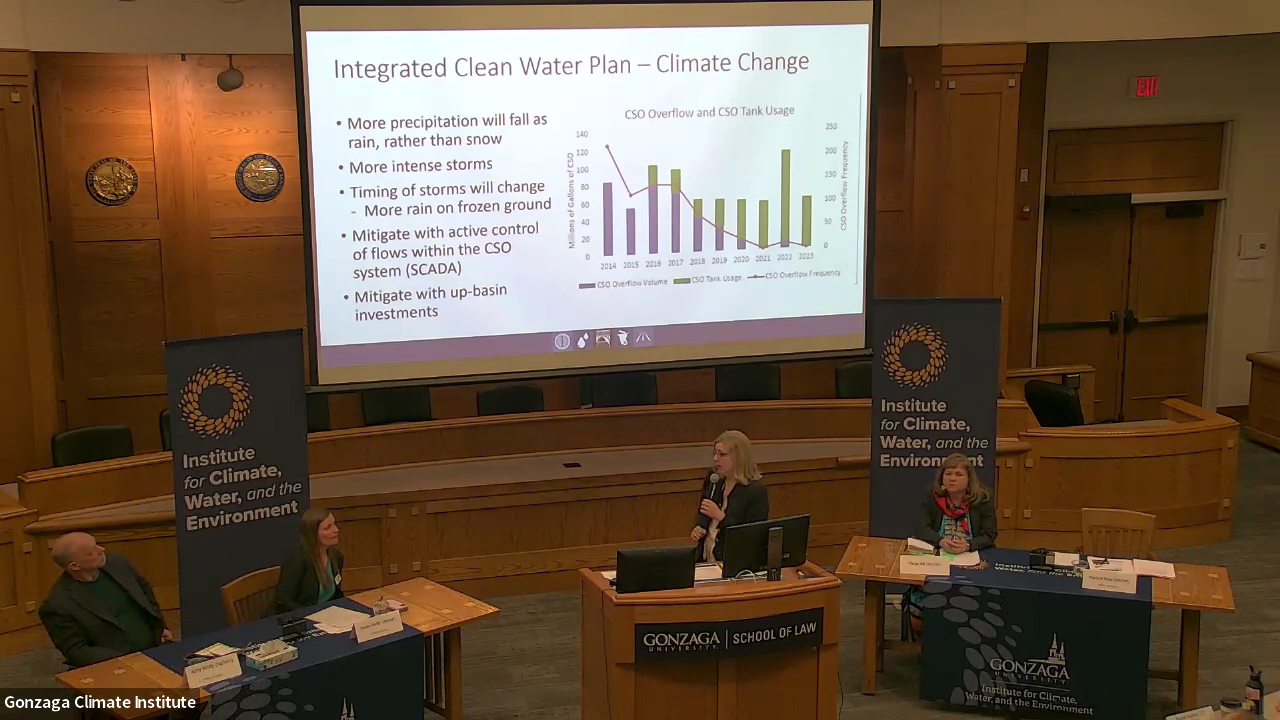 Integrated Clean Water Plan – Climate Change
• More precipitation will fall as
rain, rather than snow
• More intense storms
• Timing of storms will change
- More rain on frozen ground
• Mitigate with active control
of flows within the CSO
system (SCADA)
• Mitigate with up-basin
investments
CSO Overflow and CSO Tank Usage
Millions of Gallons of CSO
140
120
100
80
60
40
20
0
250
200
150
100
50
0
CSO Overflow Frequency
2014 2015 2016 2017 2018 2019 2020 2021 2022 2023
CSO Overflow Volume CSO Tank Usage CSO Overflow Frequency
EXIT
Institute
for Climate,
Water, and the
Environment
Institute
for Climate,
Water, and the
Environment
GONZAGA
UNIVERSITY
SCHOOL OF LAW
GONZAGA
UNIVERSITY
Institute for Climate,
Water, and the Environment
Gonzaga Climate Institute